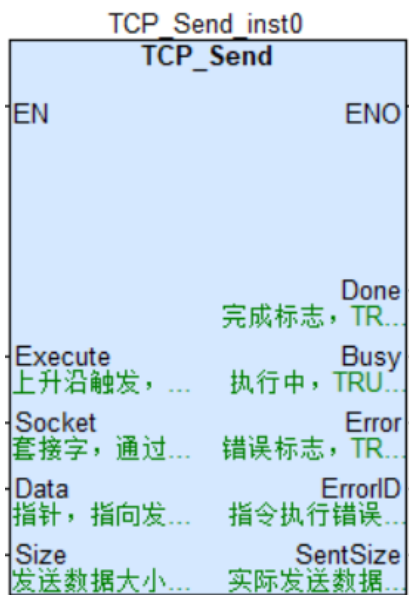 TCP_Send_inst0
TCP_Send
EN ENO
Done
完成标志，TR...
Execute Busy
上升沿触发，... 执行中，TRU...
Socket Error
套接字，通过... 错误标志，TR...
Data ErrorID
指针，指向发... 指令执行错误...
Size SentSize
发送数据大小... 实际发送数据...